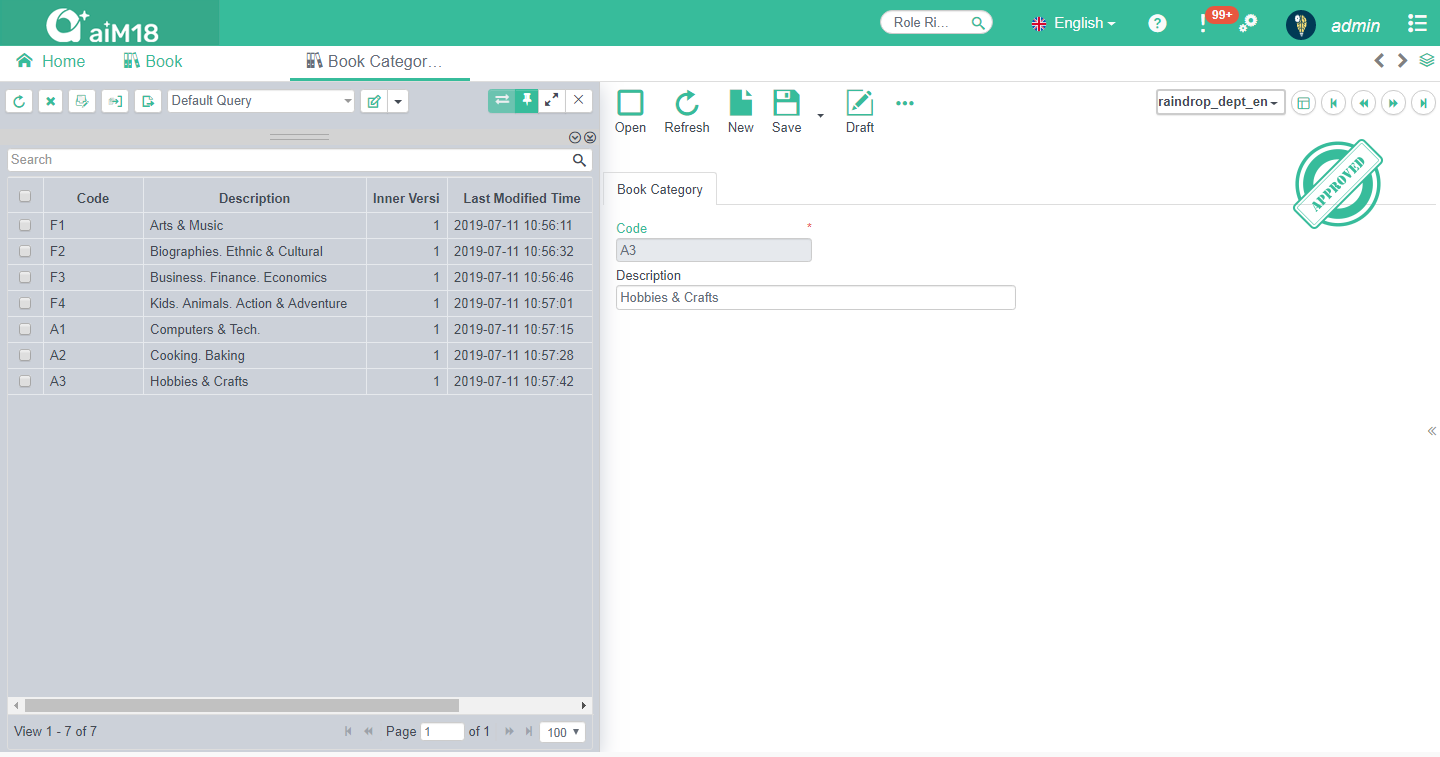 aiM18
Role Ri...
English
?
99+
admin
Home
Book
Book Categor...
Default Query
Search
Code Description Inner Versi Last Modified Time
F1 Arts & Music 1 2019-07-11 10:56:11
F2 Biographies. Ethnic & Cultural 1 2019-07-11 10:56:32
F3 Business. Finance. Economics 1 2019-07-11 10:56:46
F4 Kids. Animals. Action & Adventure 1 2019-07-11 10:57:01
A1 Computers & Tech. 1 2019-07-11 10:57:15
A2 Cooking. Baking 1 2019-07-11 10:57:28
A3 Hobbies & Crafts 1 2019-07-11 10:57:42
View 1 - 7 of 7
Page 1 of 1
100
Open Refresh New Save Draft
raindrop_dept_en
APPROVED
Book Category
Code *
A3
Description
Hobbies & Crafts